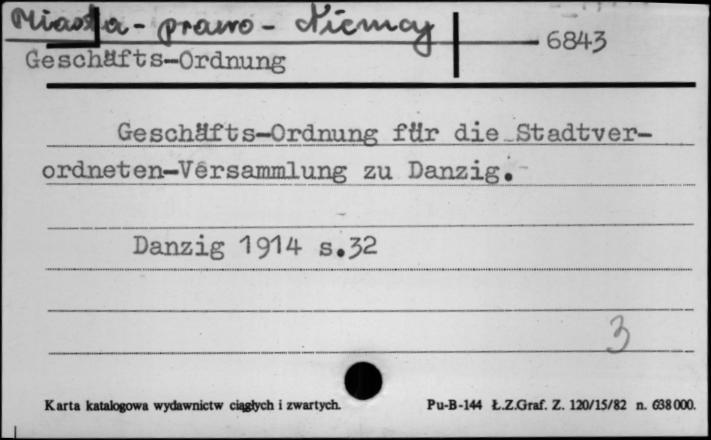 Miasta - prawo - Niemcy
6843
Geschäfts-Ordnung
Geschäfts-Ordnung für die Stadtver-
ordneten-Versammlung zu Danzig.
Danzig 1914 s.32
3
Karta katalogowa wydawnictw ciągłych i zwartych.
Pu-B-144 Ł.Z.Graf. Z. 120/15/82 n. 638000.